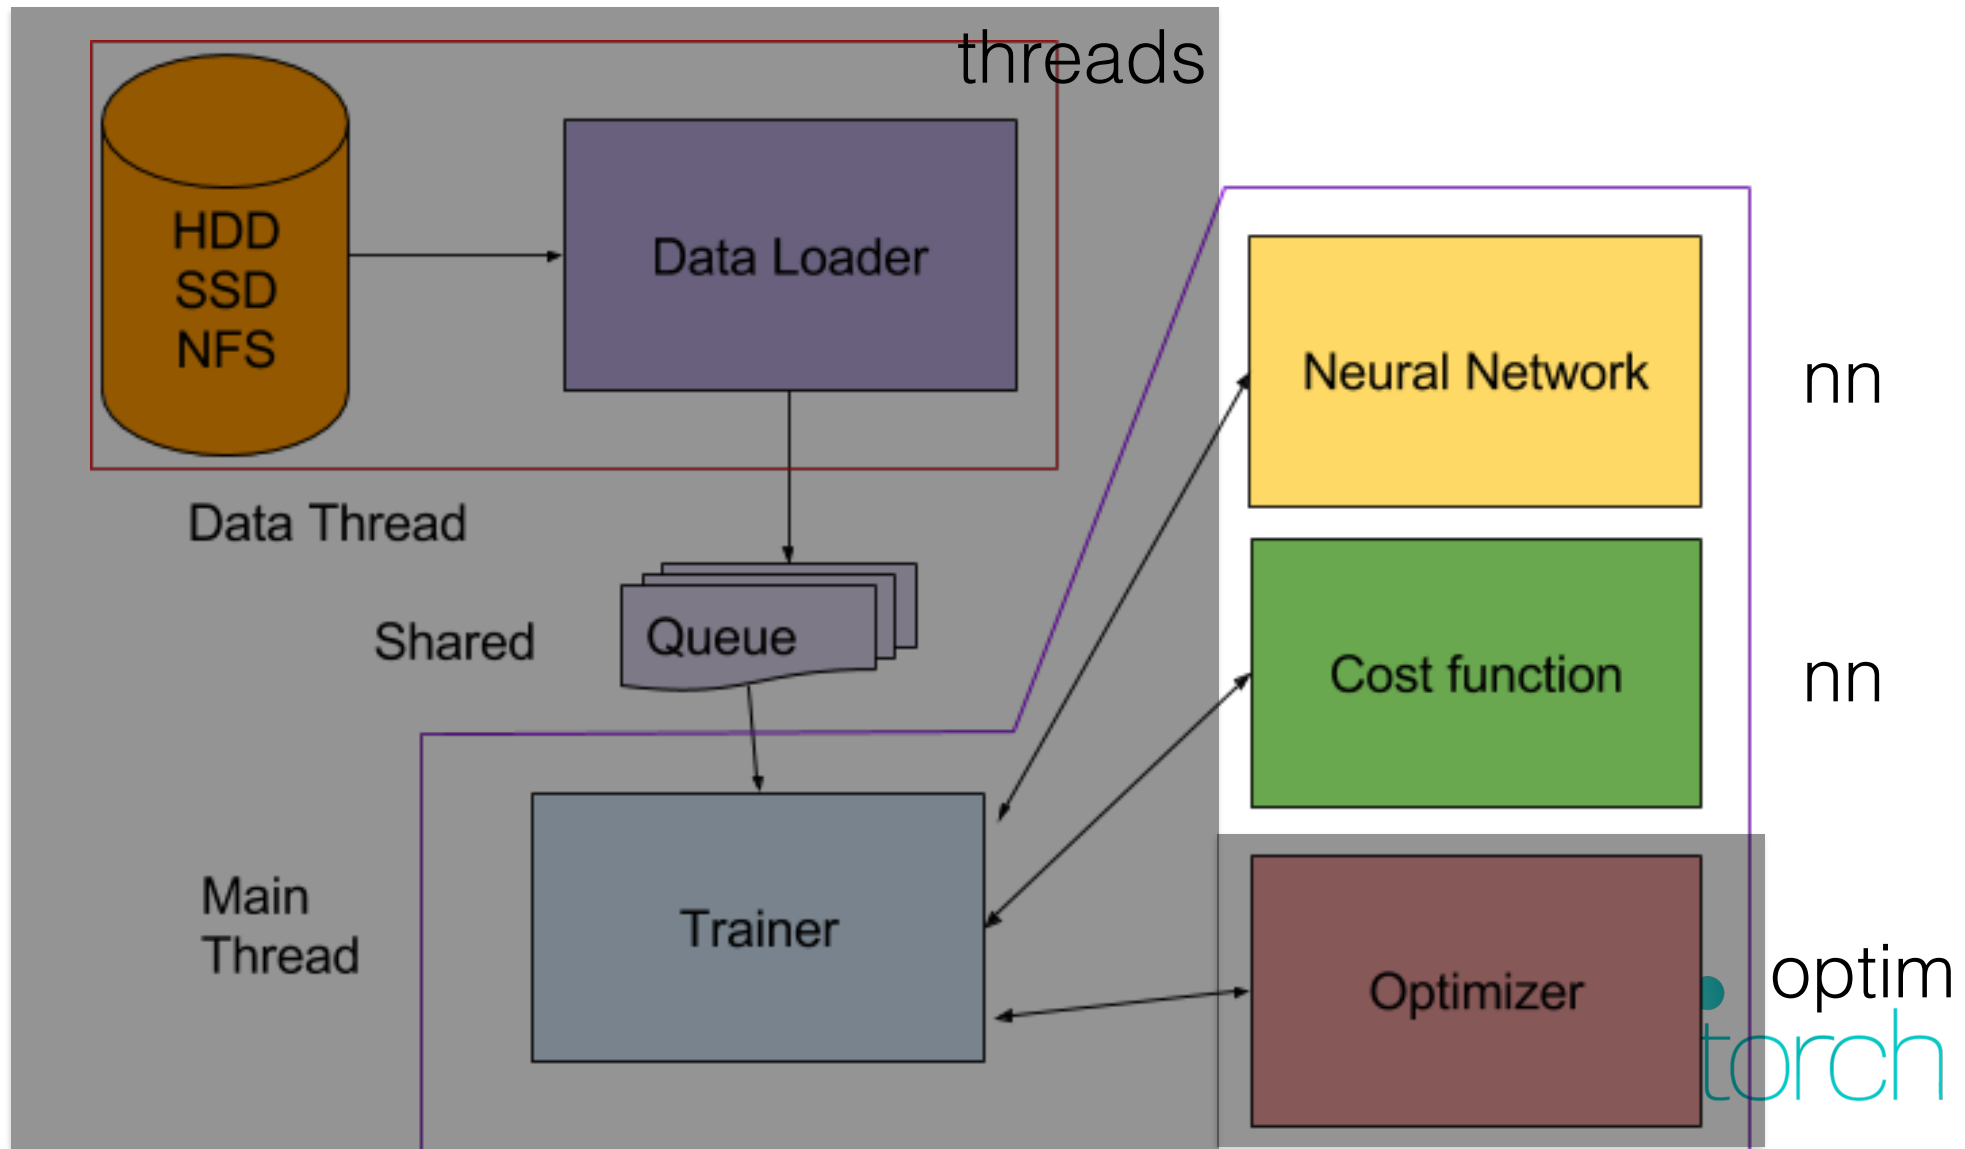 threads
HDD
SSD
NFS
Data Loader
Neural Network
nn
Data Thread
Shared
Queue
Cost function
nn
Main
Thread
Trainer
Optimizer
optim
torch